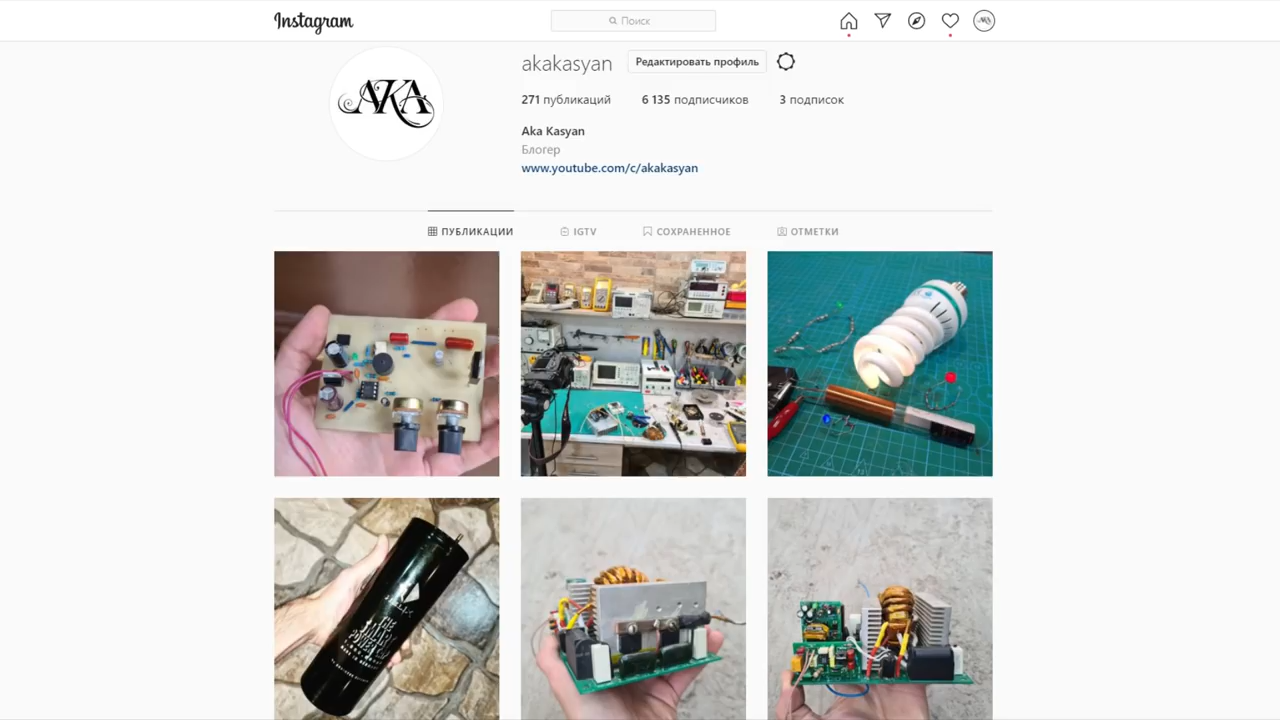 Instagram
Поиск
AKA
akakasyan
Редактировать профиль
271 публикаций 6 135 подписчиков 3 подписок
Aka Kasyan
Блогер
www.youtube.com/c/akakasyan
ПУБЛИКАЦИИ IGTV СОХРАНЕННОЕ ОТМЕТКИ